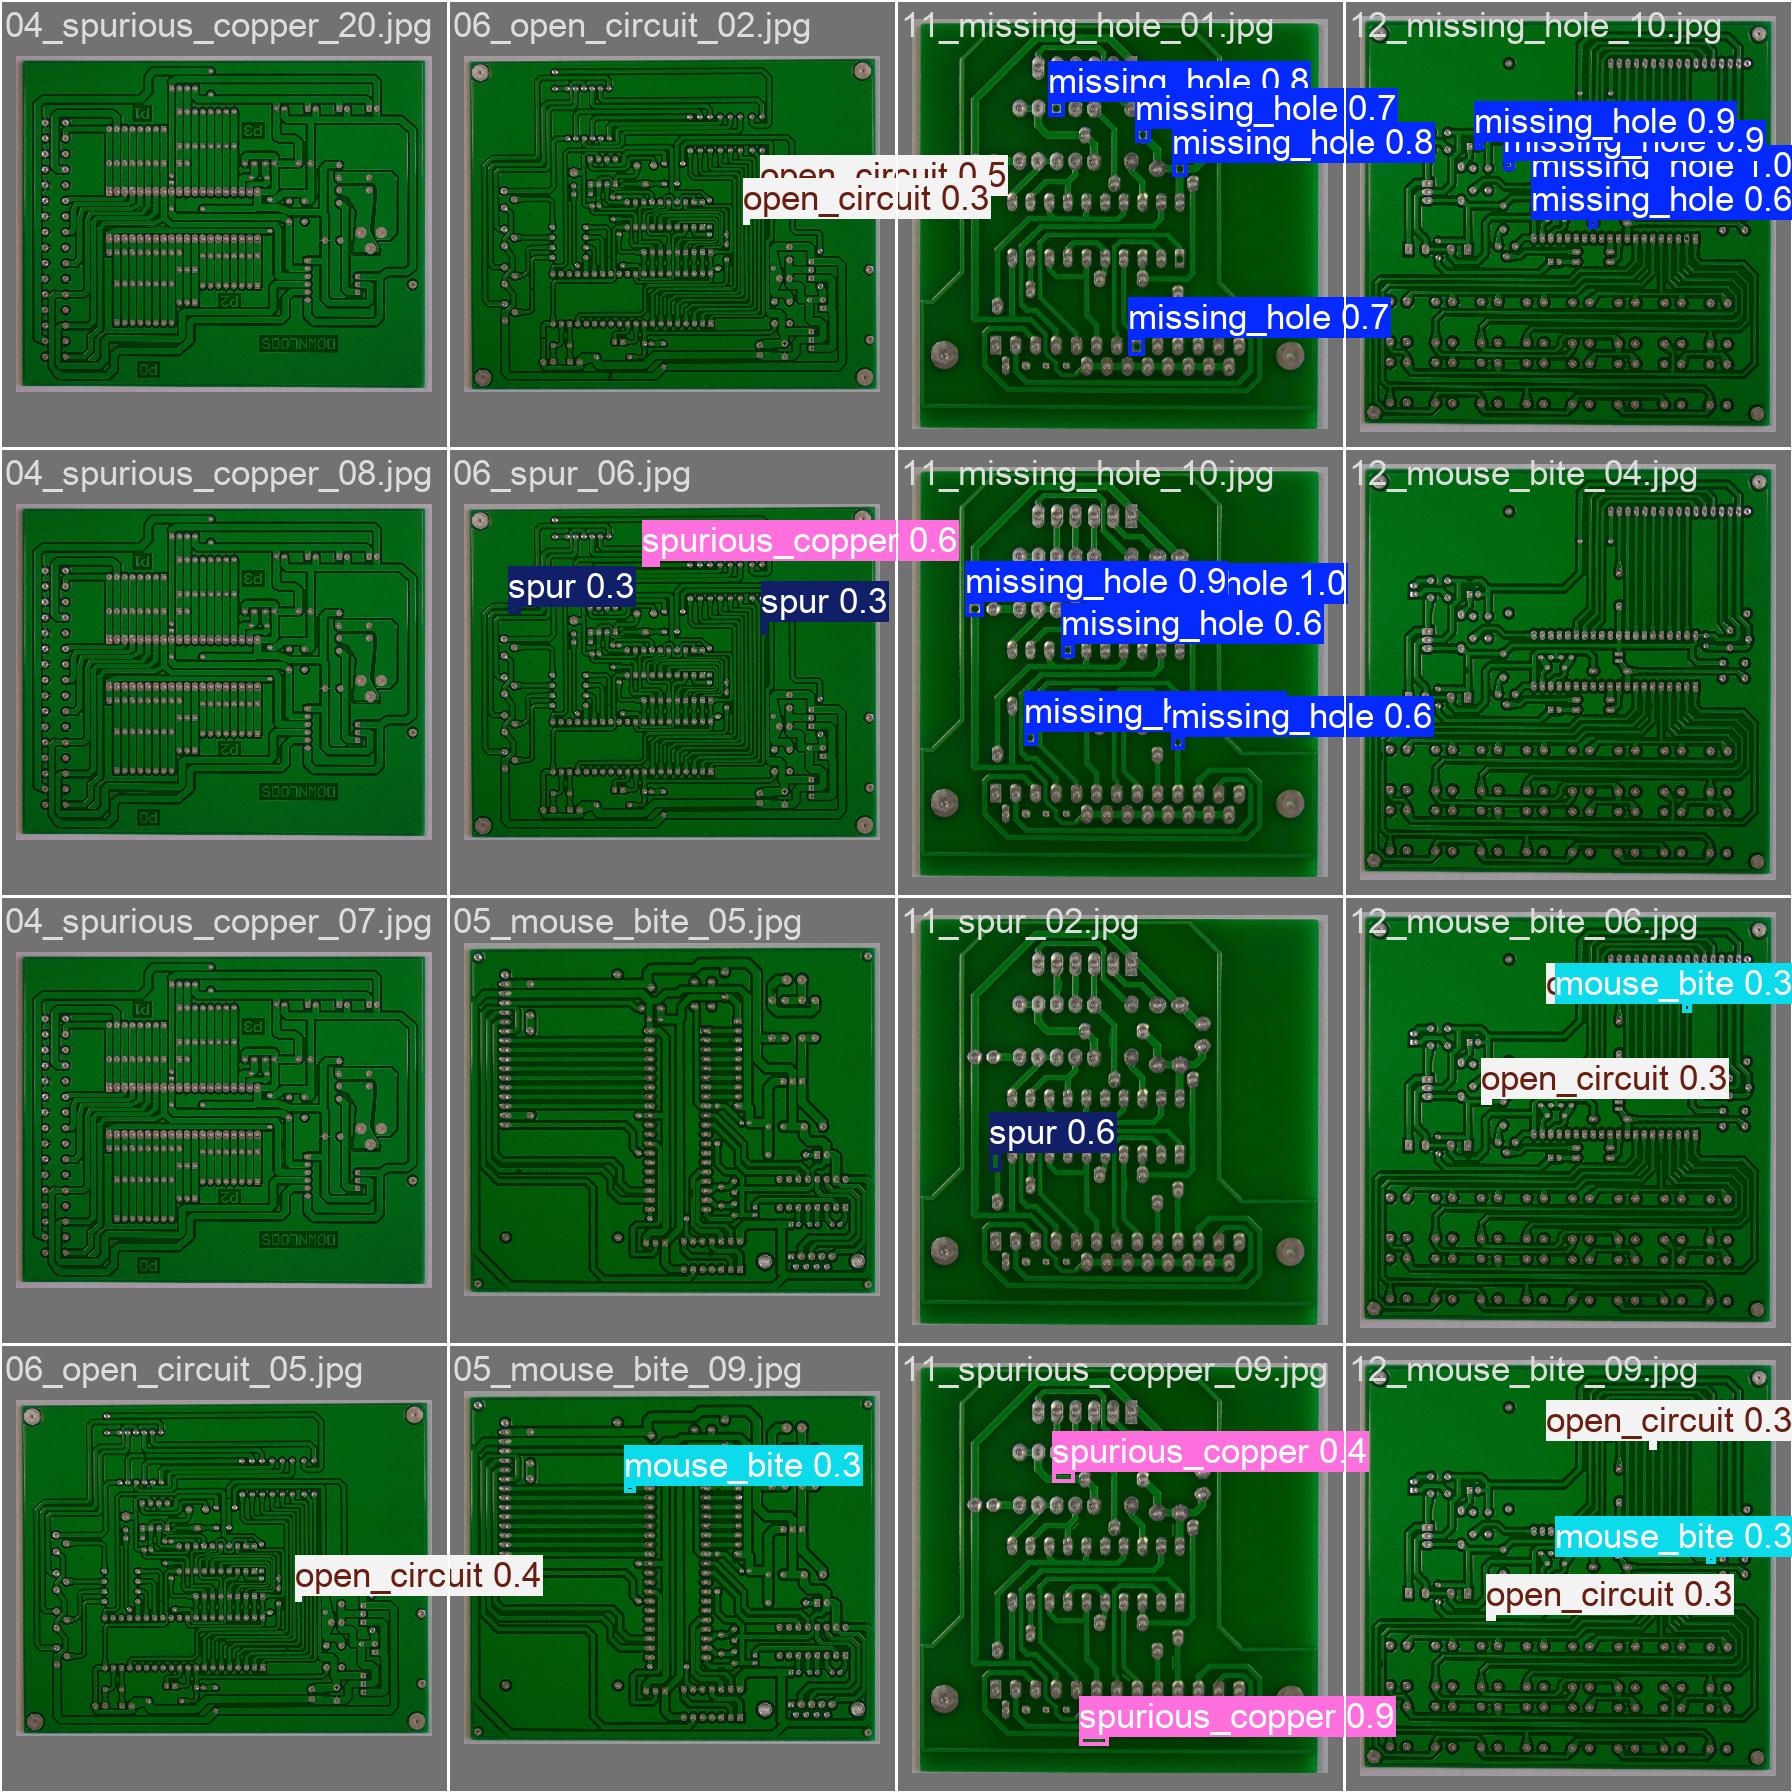 04_spurious_copper_20.jpg
P1
P3
P2
DOWNLODS
P0
06_open_circuit_02.jpg
open_circuit 0.5
open_circuit 0.3
11_missing_hole_01.jpg
missing_hole 0.8
missing_hole 0.7
missing_hole 0.8
missing_hole 0.7
12_missing_hole_10.jpg
missing_hole 0.9
missing_hole 0.9
missing_hole 1.0
missing_hole 0.6
04_spurious_copper_08.jpg
P1
P3
P2
DOWNLODS
P0
06_spur_06.jpg
spurious_copper 0.6
spur 0.3
spur 0.3
11_missing_hole_10.jpg
missing_hole 0.9
hole 1.0
missing_hole 0.6
missing_h
missing_hole 0.6
12_mouse_bite_04.jpg
04_spurious_copper_07.jpg
P1
P3
P2
DOWNLODS
P0
05_mouse_bite_05.jpg
11_spur_02.jpg
spur 0.6
12_mouse_bite_06.jpg
mouse_bite 0.3
open_circuit 0.3
06_open_circuit_05.jpg
open_circuit 0.4
05_mouse_bite_09.jpg
mouse_bite 0.3
11_spurious_copper_09.jpg
spurious_copper 0.4
spurious_copper 0.9
12_mouse_bite_09.jpg
open_circuit 0.3
mouse_bite 0.3
open_circuit 0.3